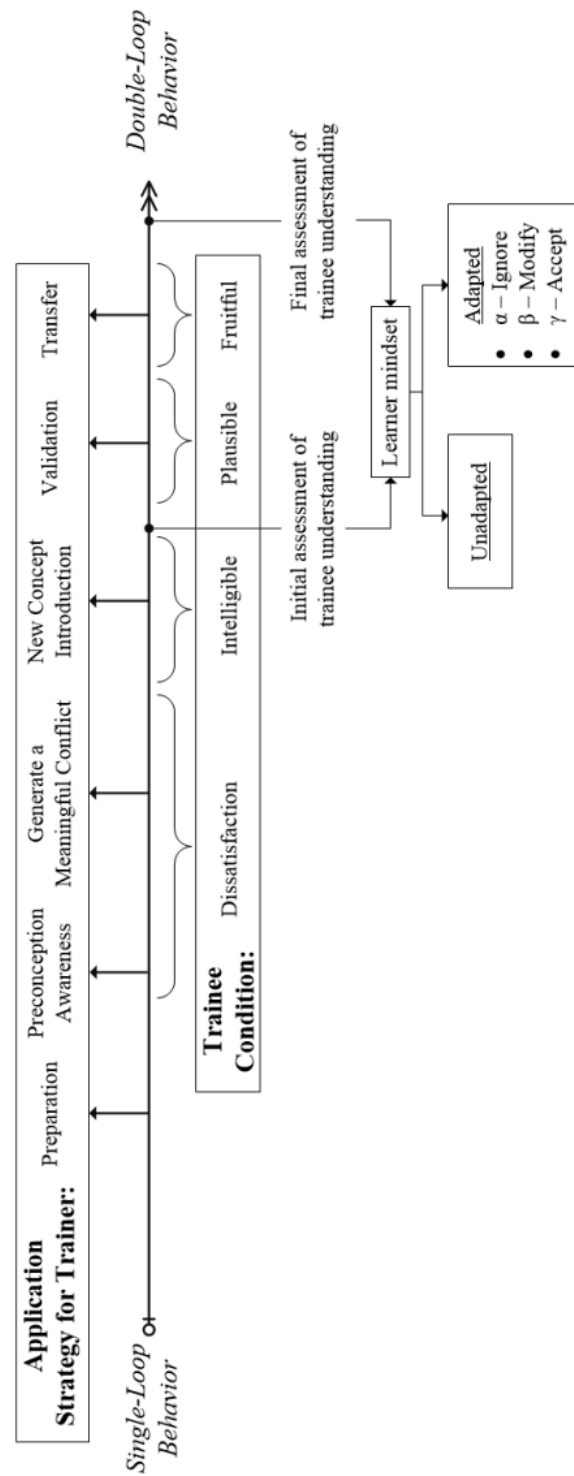 Application
Strategy for Trainer:
Preparation
Preconception
Awareness
Generate a
Meaningful Conflict
New Concept
Introduction
Validation
Transfer
Single-Loop
Behavior
Double-Loop
Behavior
Trainee
Condition:
Dissatisfaction
Intelligible
Plausible
Fruitful
Initial assessment of
trainee understanding
Final assessment of
trainee understanding
Learner mindset
Unadapted
Adapted
• α – Ignore
• β – Modify
• γ – Accept